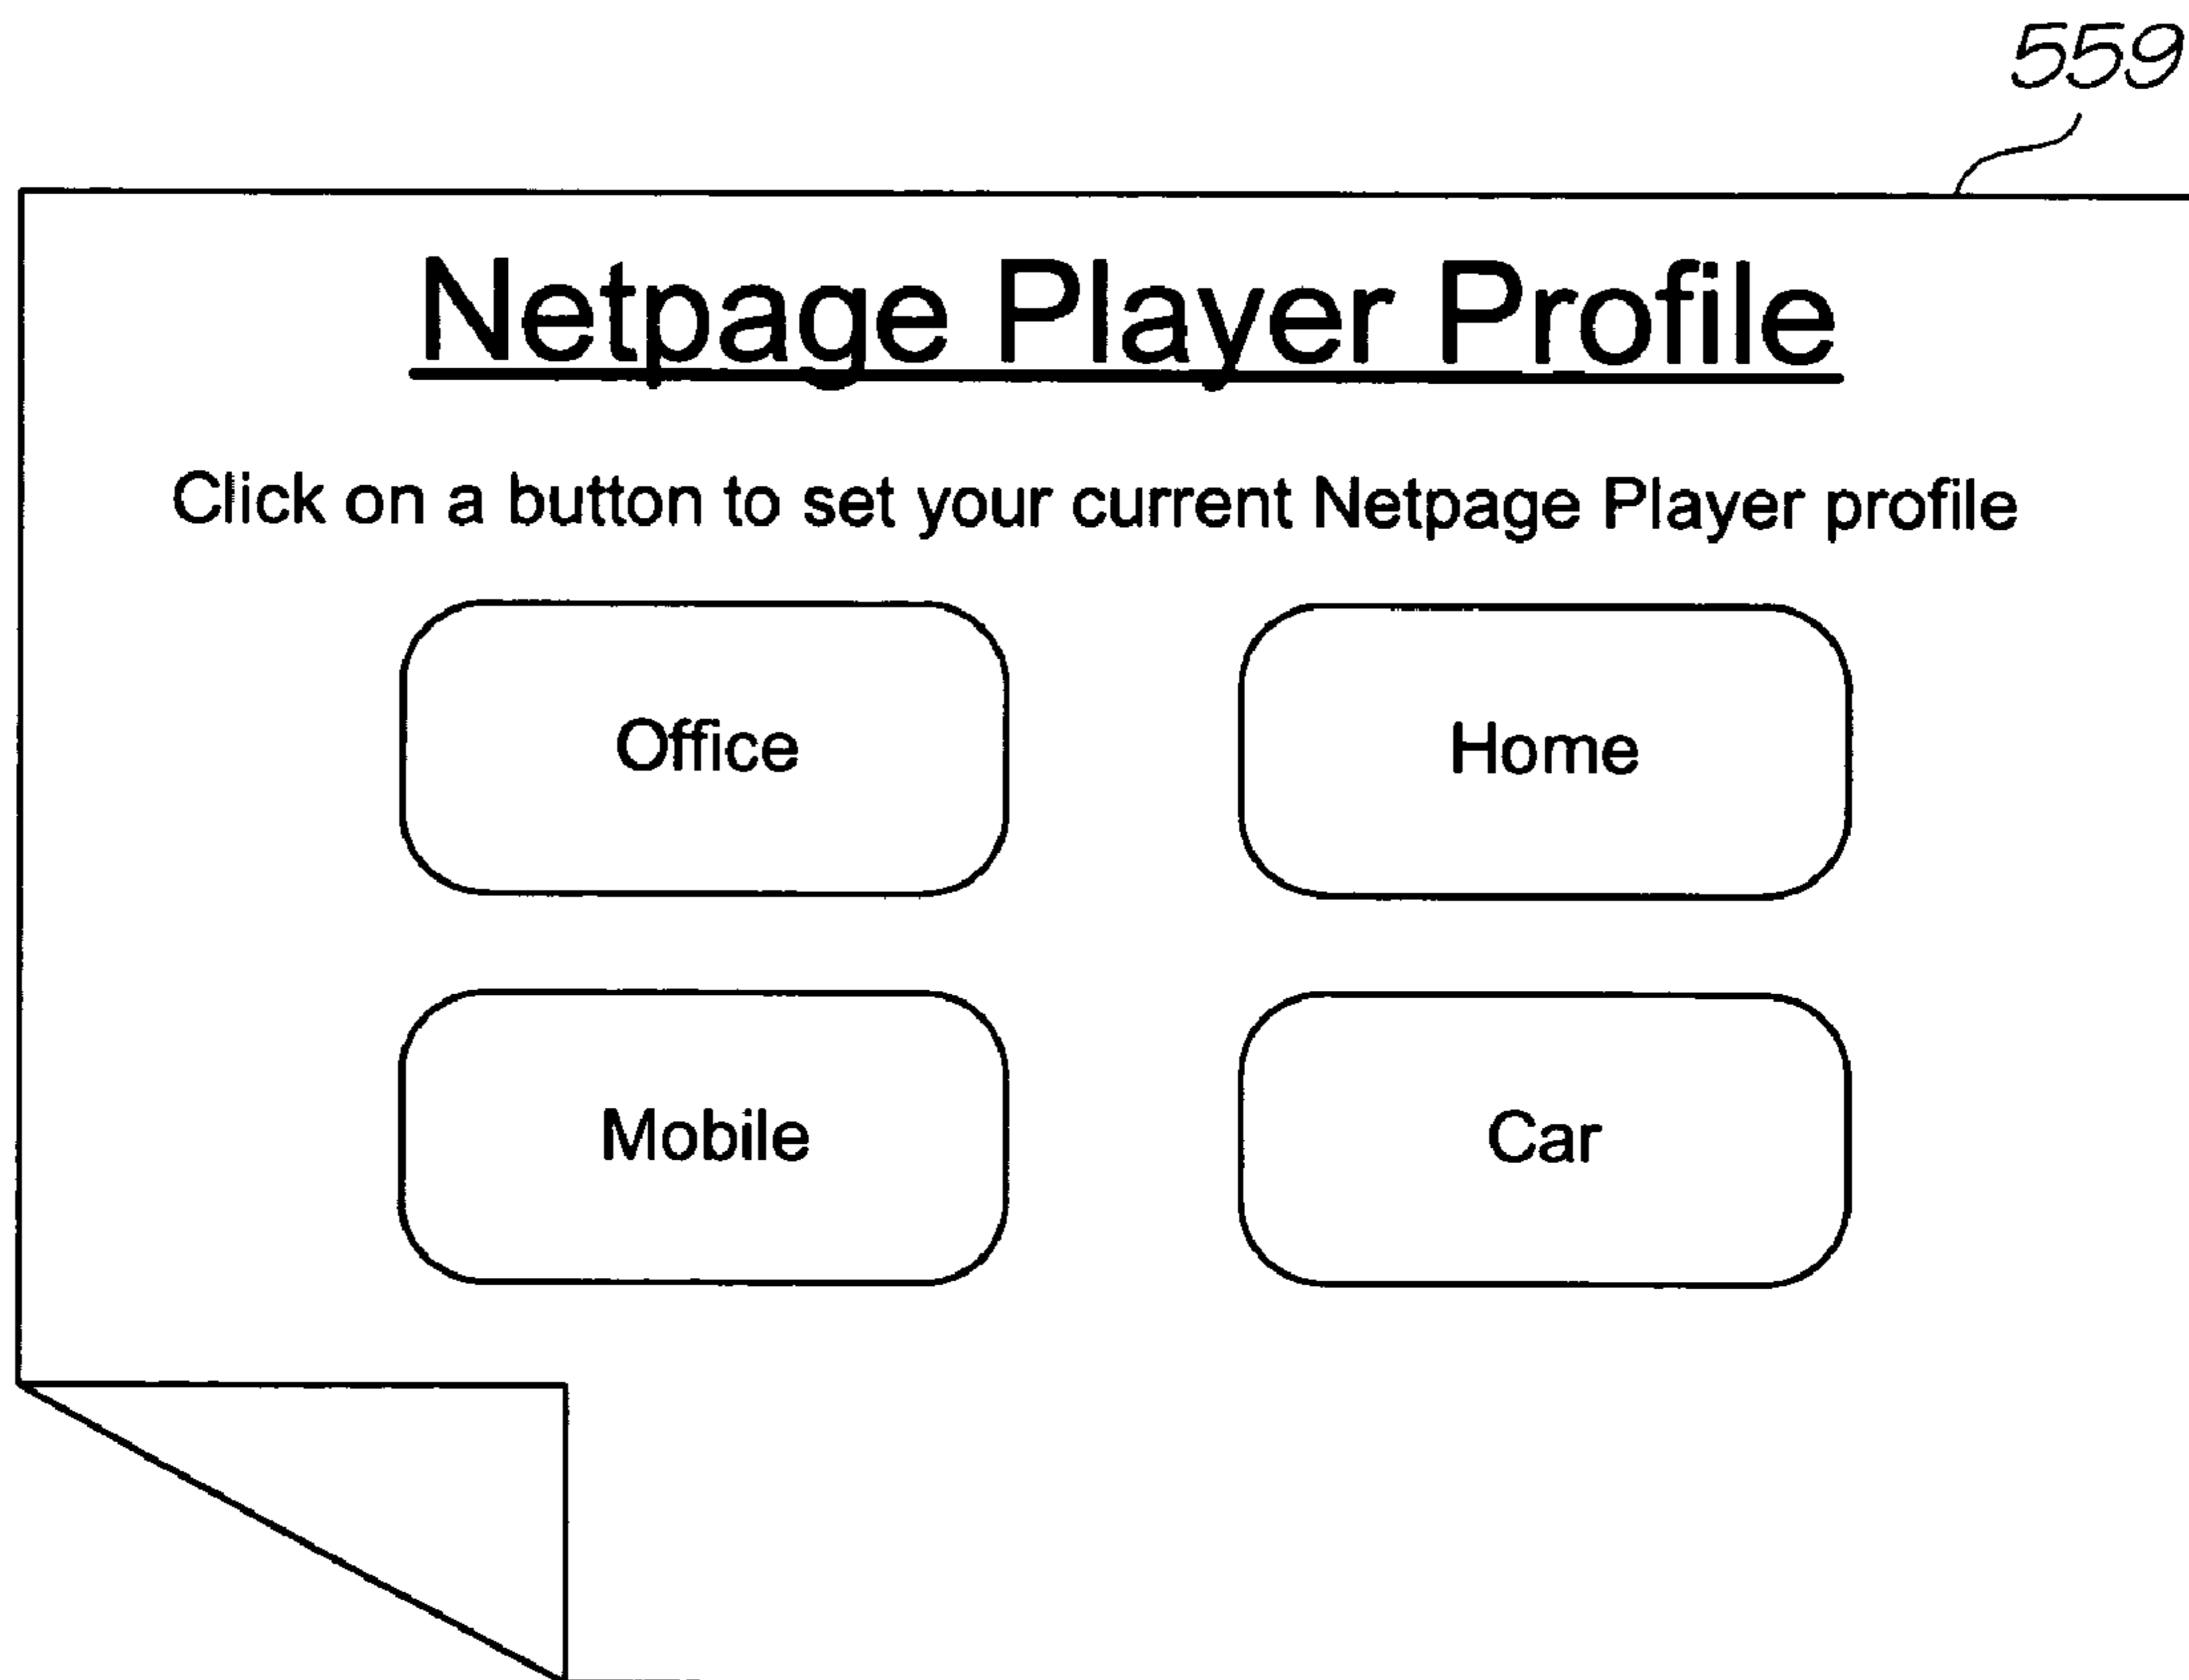 559
Netpage Player Profile
Click on a button to set your current Netpage Player profile
Office Home
Mobile Car